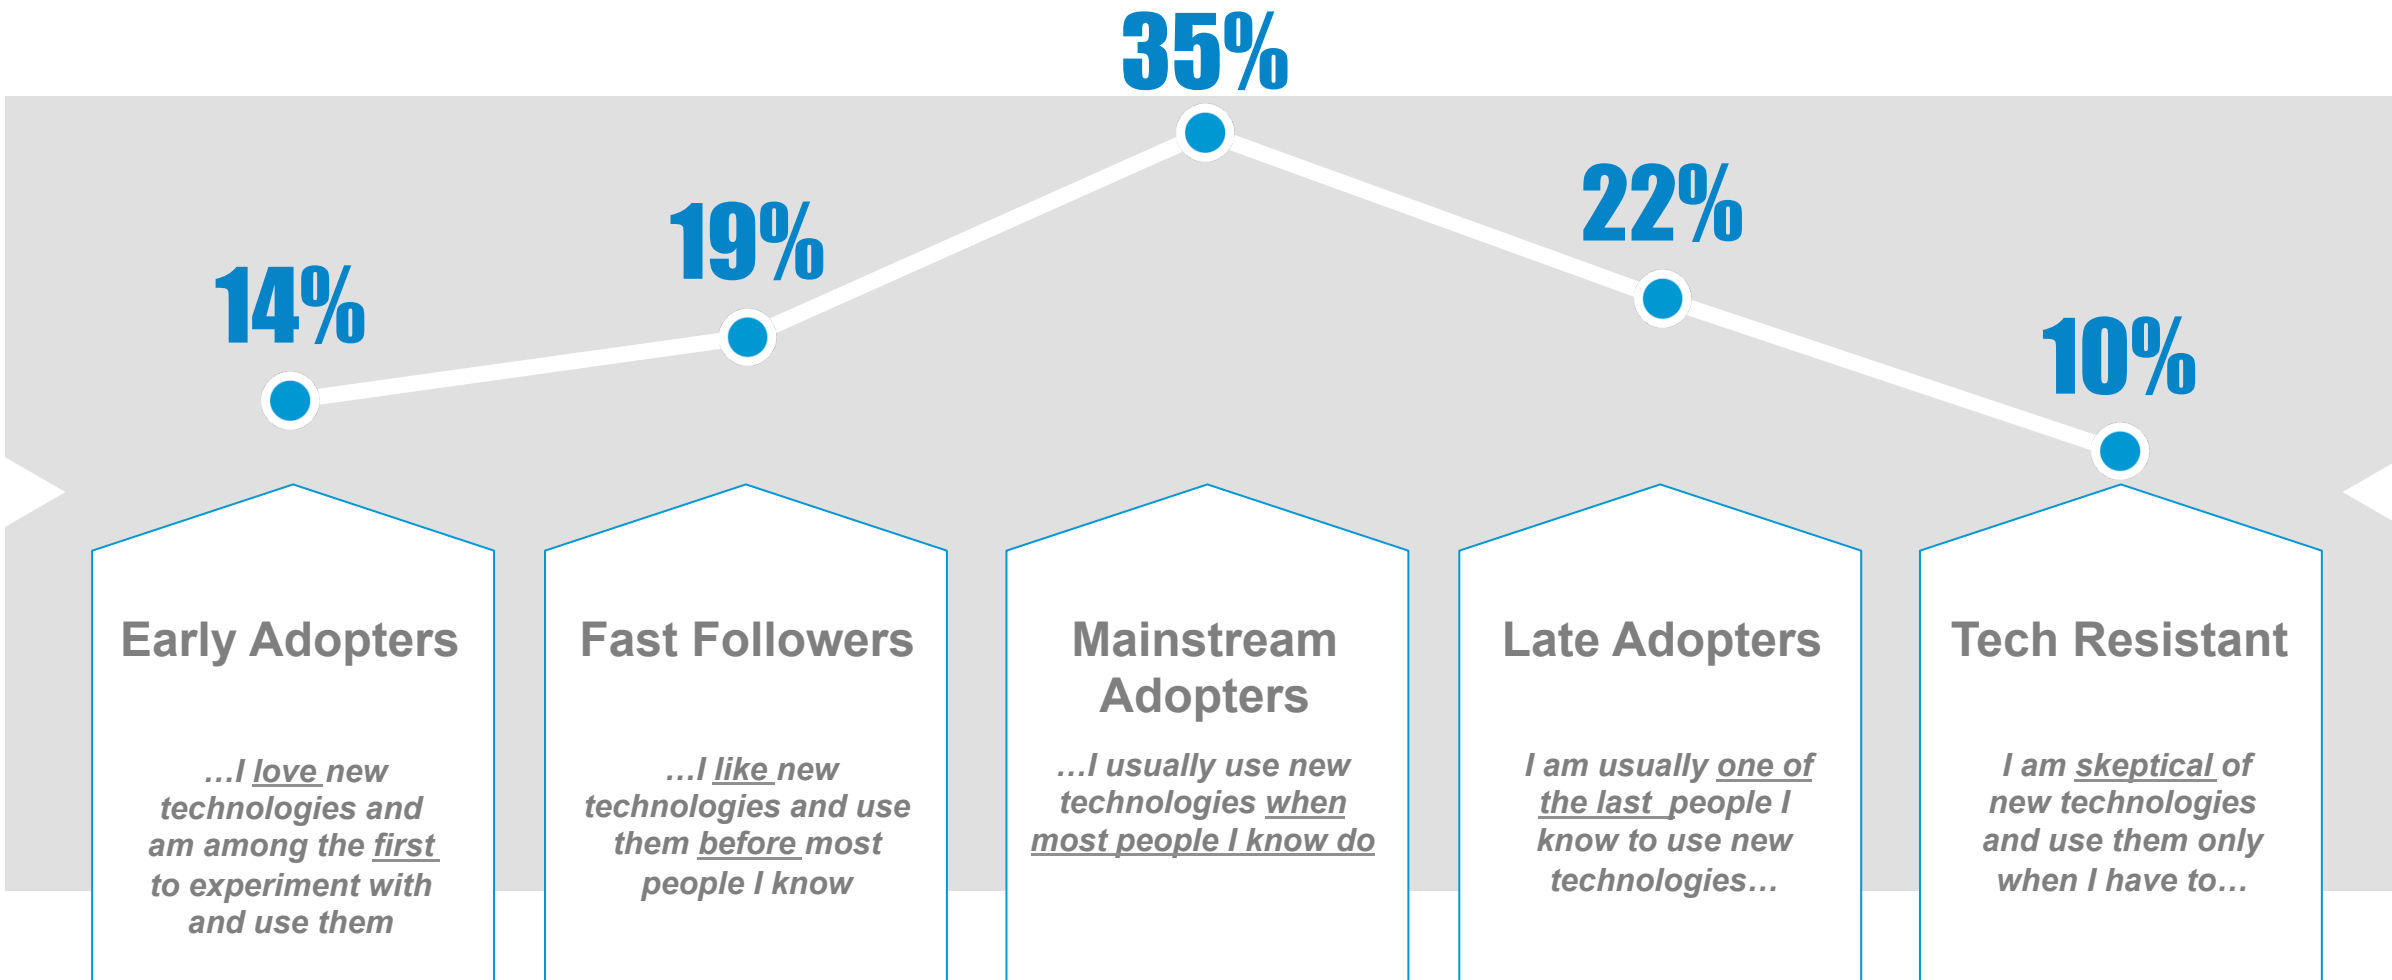 35%
22%
19%
14%
10%
Early Adopters
…I love new
technologies and
am among the first
to experiment with
and use them
Fast Followers
…I like new
technologies and use
them before most
people I know
Mainstream
Adopters
…I usually use new
technologies when
most people I know do
Late Adopters
I am usually one of
the last people I
know to use new
technologies…
Tech Resistant
I am skeptical of
new technologies
and use them only
when I have to…